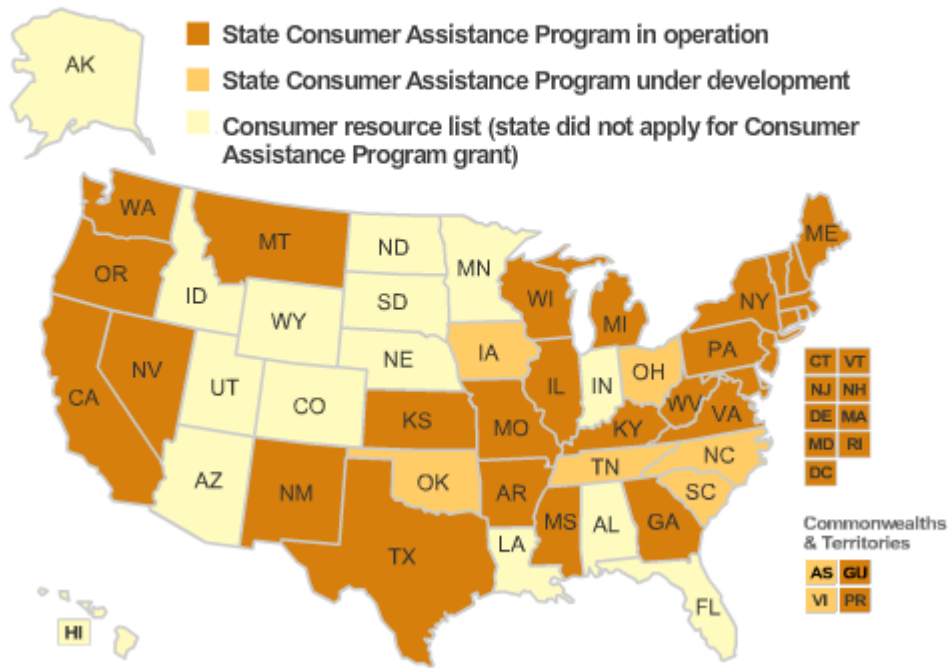 AK
State Consumer Assistance Program in operation
State Consumer Assistance Program under development
Consumer resource list (state did not apply for Consumer
Assistance Program grant)
WA
MT
ND
MN
ME
OR
ID
SD
WI
NY
WY
MI
IA
PA
NE
NV
UT
IL
IN
OH
CT VT
CA
CO
WV
NJ NH
KS
MO
KY
VA
DE MA
NC
MD RI
TN
AZ
NM
OK
AR
SC
DC
MS
AL
GA
Commonwealths
& Territories
LA
TX
AS GU
VI PR
FL
HI